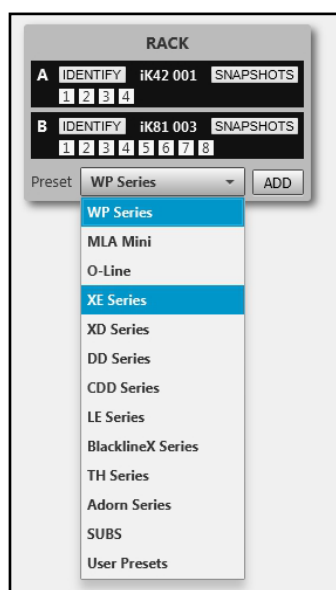 RACK
A IDENTIFY iK42 001 SNAPSHOTS
1 2 3 4
B IDENTIFY iK81 003 SNAPSHOTS
1 2 3 4 5 6 7 8
Preset WP Series ADD
WP Series
MLA Mini
O-Line
XE Series
XD Series
DD Series
CDD Series
LE Series
BlacklineX Series
TH Series
Adorn Series
SUBS
User Presets